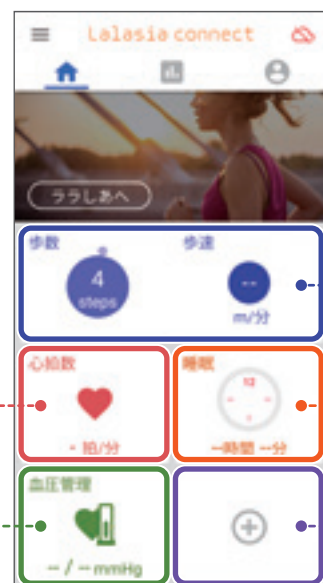 Lalasia connect
ララしあへ
歩数 歩速
4 --
steps
m/分
心拍数 睡眠
12
- 拍/分 --時間 --分
血圧管理
-- / -- mmHg